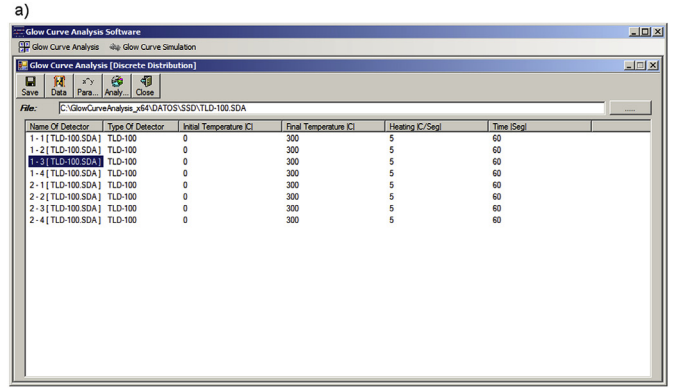 a)
Glow Curve Analysis Software
Glow Curve Analysis Glow Curve Simulation
Glow Curve Analysis [Discrete Distribution]
Save Data Para... Analy... Close
File: C:\GlowCurveAnalysis_x64\DATOS\SSD\TLD-100.SDA ....
Name Of Detector Type Of Detector Initial Temperature |C| Final Temperature |C| Heating |C/Seg| Time |Seg|
1 - 1 [ TLD-100.SDA ] TLD-100 0 300 5 60
1 - 2 [ TLD-100.SDA ] TLD-100 0 300 5 60
1 - 3 [ TLD-100.SDA ] TLD-100 0 300 5 60
1 - 4 [ TLD-100.SDA ] TLD-100 0 300 5 60
2 - 1 [ TLD-100.SDA ] TLD-100 0 300 5 60
2 - 2 [ TLD-100.SDA ] TLD-100 0 300 5 60
2 - 3 [ TLD-100.SDA ] TLD-100 0 300 5 60
2 - 4 [ TLD-100.SDA ] TLD-100 0 300 5 60